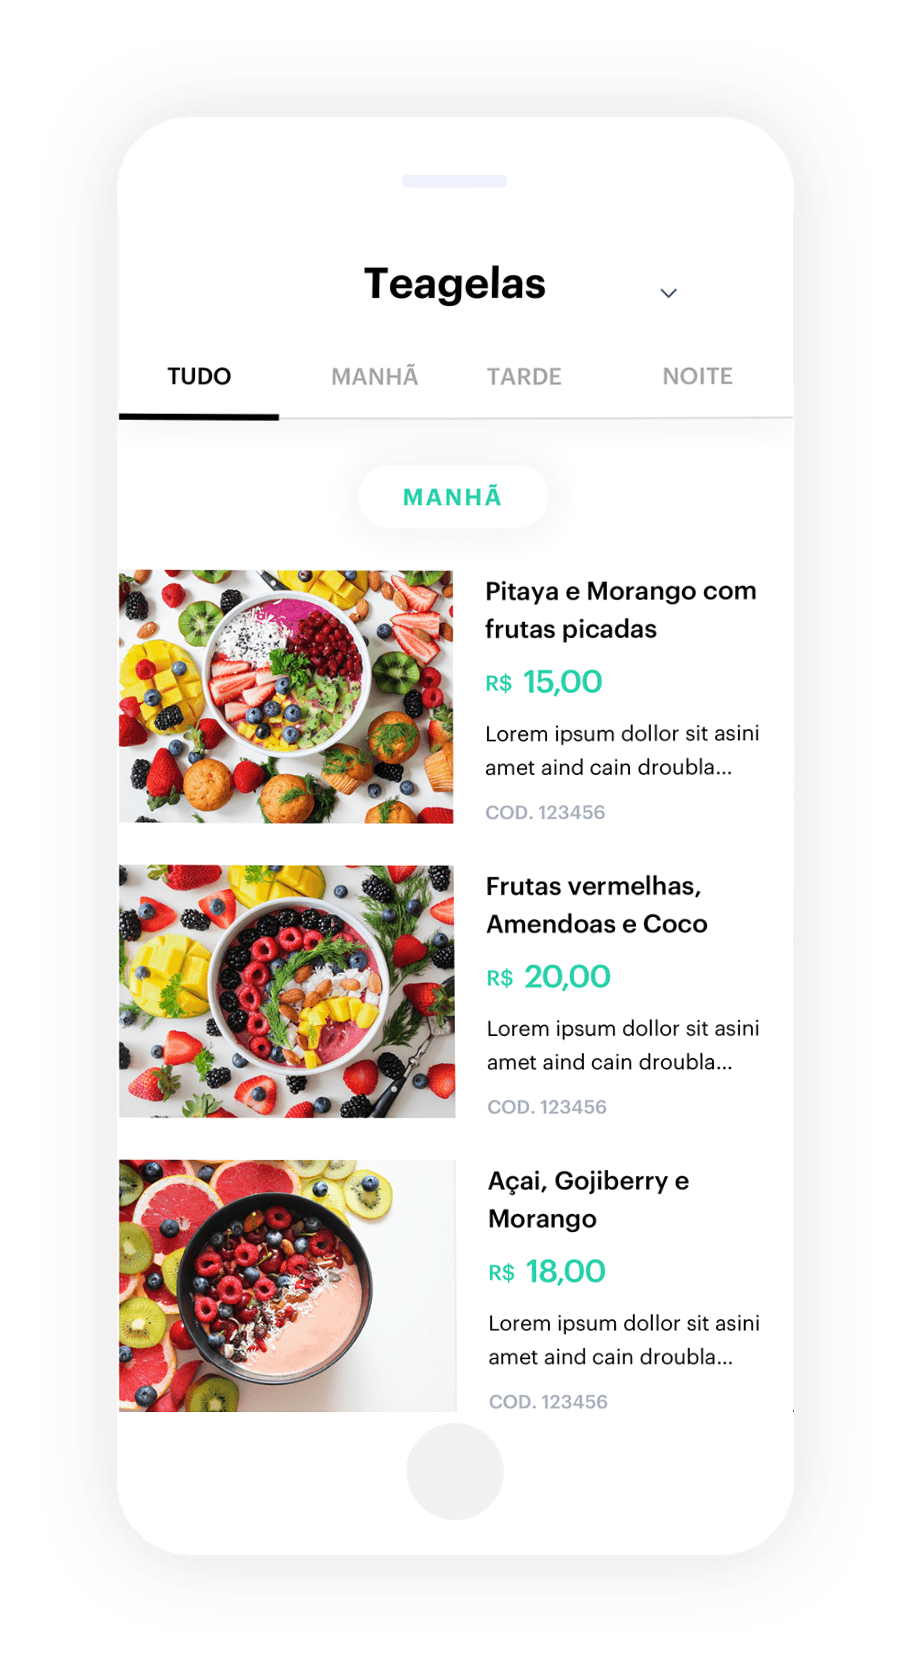 Teagelas
TUDO MANHÃ TARDE NOITE
MANHÃ
Pitaya e Morango com
frutas picadas
R$ 15,00
Lorem ipsum dollor sit asini
amet aind cain droubla...
COD. 123456
Frutas vermelhas,
Amendoas e Coco
R$ 20,00
Lorem ipsum dollor sit asini
amet aind cain droubla...
COD. 123456
Açai, Gojiberry e
Morango
R$ 18,00
Lorem ipsum dollor sit asini
amet aind cain droubla...
COD. 123456